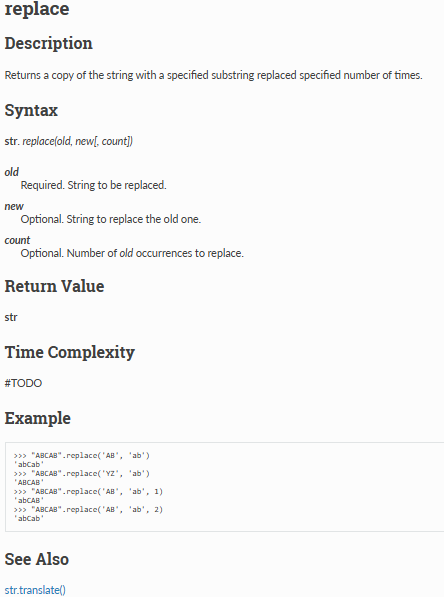 replace
Description
Returns a copy of the string with a specified substring replaced specified number of times.
Syntax
str. replace(old, new[, count])
old
Required. String to be replaced.
new
Optional. String to replace the old one.
count
Optional. Number of old occurrences to replace.
Return Value
str
Time Complexity
#TODO
Example
>>> "ABCAB".replace('AB', 'ab')
'abCab'
>>> "ABCAB".replace('YZ', 'ab')
'ABCAB'
>>> "ABCAB".replace('AB', 'ab', 1)
'abCAB'
>>> "ABCAB".replace('AB', 'ab', 2)
'abCab'
See Also
str.translate()